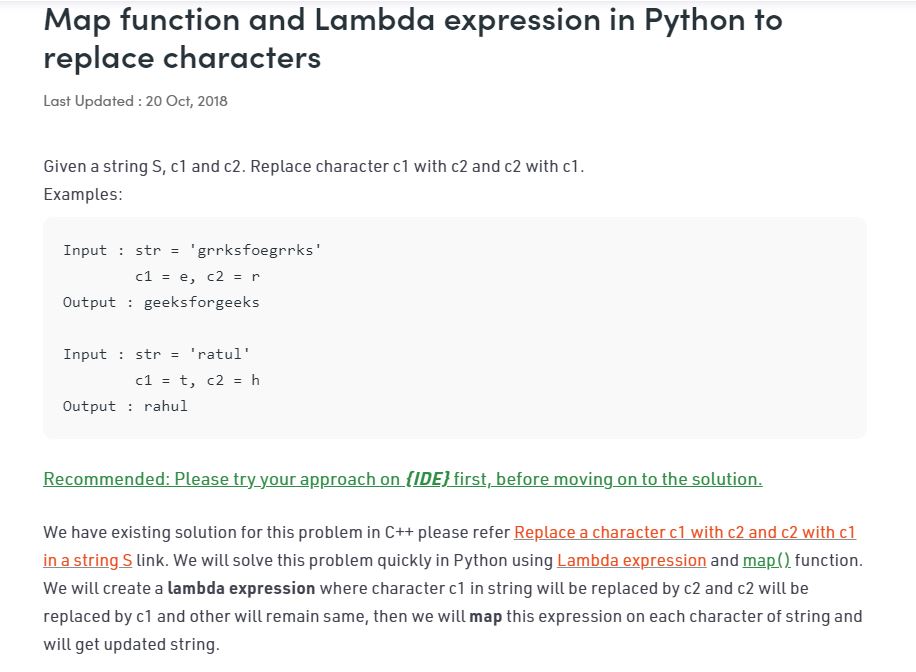 Map function and Lambda expression in Python to
replace characters
Last Updated : 20 Oct, 2018
Given a string S, c1 and c2. Replace character c1 with c2 and c2 with c1.
Examples:
Input : str = 'grrksfoegrrks'
        c1 = e, c2 = r
Output : geeksforgeeks
Input : str = 'ratul'
        c1 = t, c2 = h
Output : rahul
Recommended: Please try your approach on {IDE} first, before moving on to the solution.
We have existing solution for this problem in C++ please refer Replace a character c1 with c2 and c2 with c1
in a string S link. We will solve this problem quickly in Python using Lambda expression and map() function.
We will create a lambda expression where character c1 in string will be replaced by c2 and c2 will be
replaced by c1 and other will remain same, then we will map this expression on each character of string and
will get updated string.